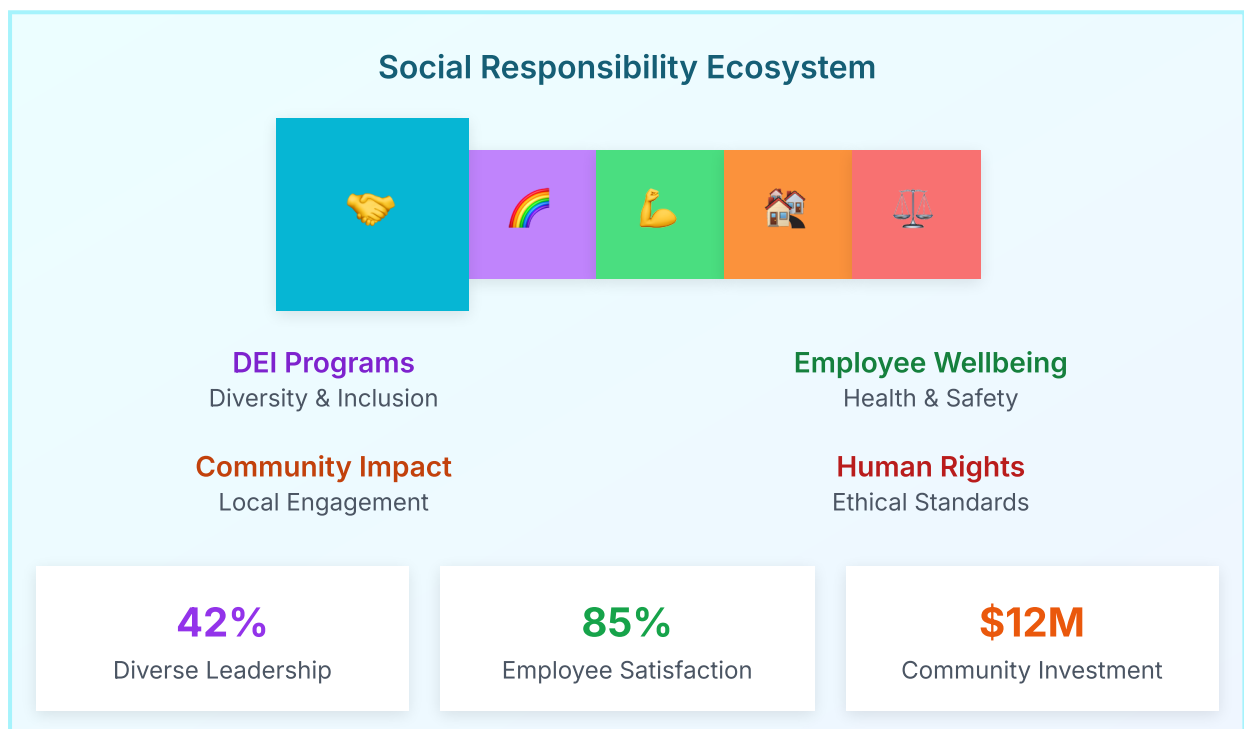 Social Responsibility Ecosystem
DEI Programs
Diversity & Inclusion
Employee Wellbeing
Health & Safety
Community Impact
Local Engagement
Human Rights
Ethical Standards
42%
Diverse Leadership
85%
Employee Satisfaction
$12M
Community Investment